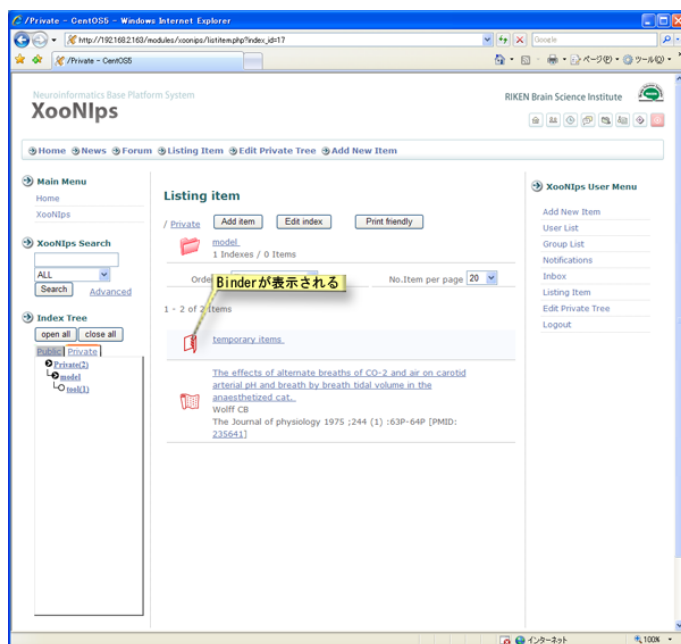 /Private - CentOS5 - Windows Internet Explorer
http://192.168.2.163/modules/xoonips/listitem.php?index_id=17
Google
/Private - CentOS5
ページ(P)
ツール(O)
Neuroinformatics Base Platform System
XooNIps
RIKEN Brain Science Institute
Home News Forum Listing Item Edit Private Tree Add New Item
Main Menu
Home
XooNIps
XooNIps Search
ALL
Search Advanced
Index Tree
open all close all
Public Private
Private(2)
model
tool(1)
Listing item
/ Private Add item Edit index Print friendly
model
1 Indexes / 0 Items
No.Item per page 20
Binderが表示される
1 - 2 of 2 Items
temporary items
The effects of alternate breaths of CO-2 and air on carotid
arterial pH and breath by breath tidal volume in the
anaesthetized cat.
Wolff CB
The Journal of physiology 1975 ;244 (1) :63P-64P [PMID:
235641]
XooNIps User Menu
Add New Item
User List
Group List
Notifications
Inbox
Listing Item
Edit Private Tree
Logout
インターネット
100%